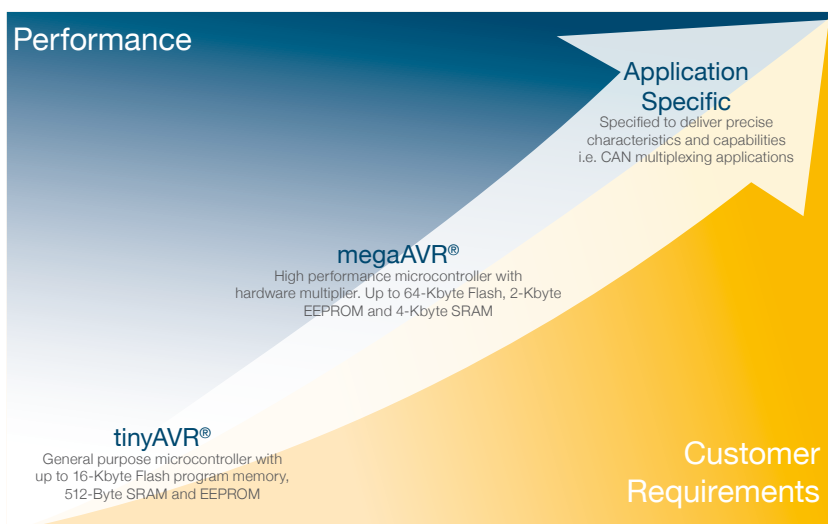 Performance
Application
Specific
Specified to deliver precise
characteristics and capabilities
i.e. CAN multiplexing applications
megaAVR®
High performance microcontroller with
hardware multiplier. Up to 64-Kbyte Flash, 2-Kbyte
EEPROM and 4-Kbyte SRAM
tinyAVR®
General purpose microcontroller with
up to 16-Kbyte Flash program memory,
512-Byte SRAM and EEPROM
Customer
Requirements